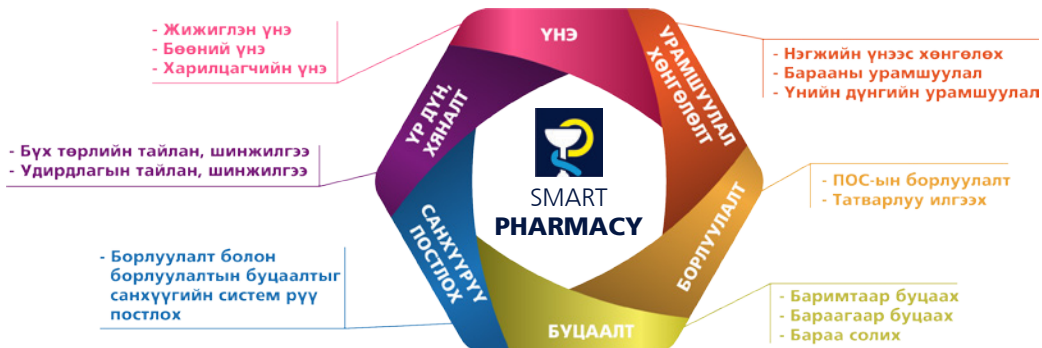 - Жижиглэн үнэ
- Бөөний үнэ
- Харилцагчийн үнэ
ҮНЭ
УРАМШУУЛАЛ
ХӨНГӨЛӨЛТ
- Нэгжийн үнээс хөнгөлөх
- Барааны урамшуулал
- Үнийн дүнгийн урамшуулал
ҮР ДҮН,
ХЯНАЛТ
- Бүх төрлийн тайлан, шинжилгээ
- Удирдлагын тайлан, шинжилгээ
SMART
PHARMACY
- ПОС-ын борлуулалт
- Татварлуу илгээх
БОРЛУУЛАЛТ
САНХҮҮРҮҮ
ПОСТЛОХ
- Борлуулалт болон
борлуулалтын буцаалтыг
санхүүгийн систем рүү
постлох
БУЦААЛТ
- Баримтаар буцаах
- Бараагаар буцаах
- Бараа солих